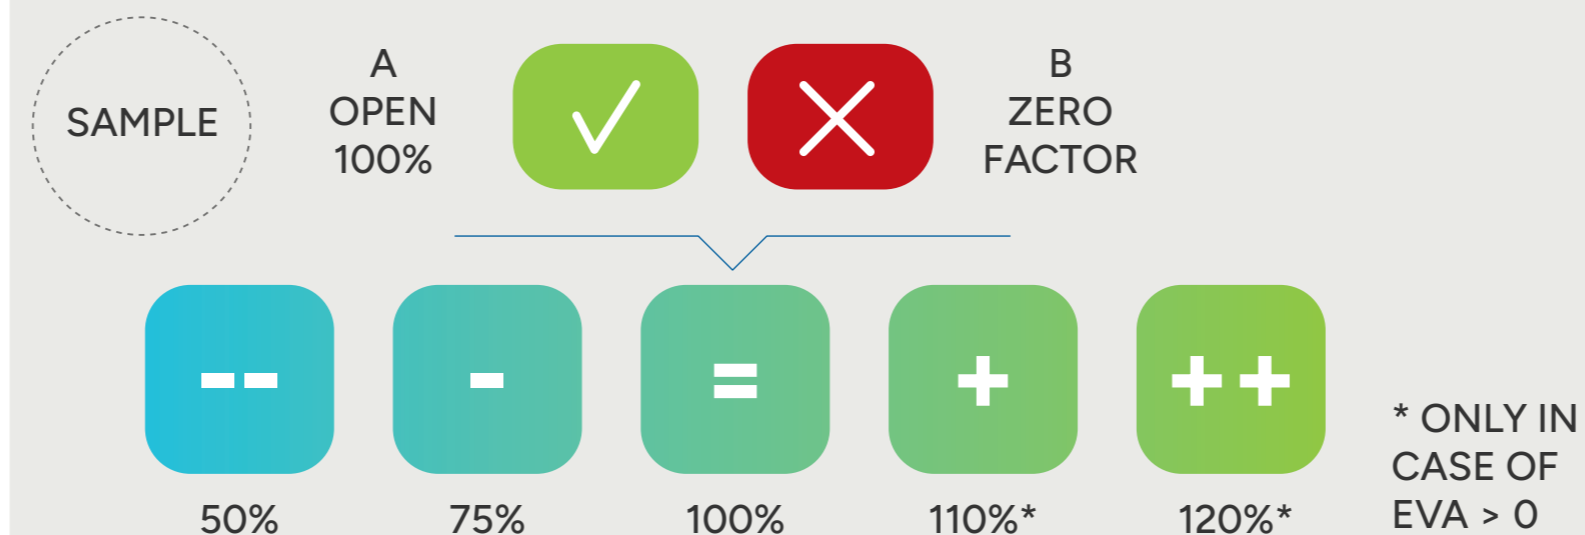 SAMPLE
A
OPEN
100%
B
ZERO
FACTOR
--
-
=
+
++
50%
75%
100%
110%*
120%*
* ONLY IN
CASE OF
EVA > 0